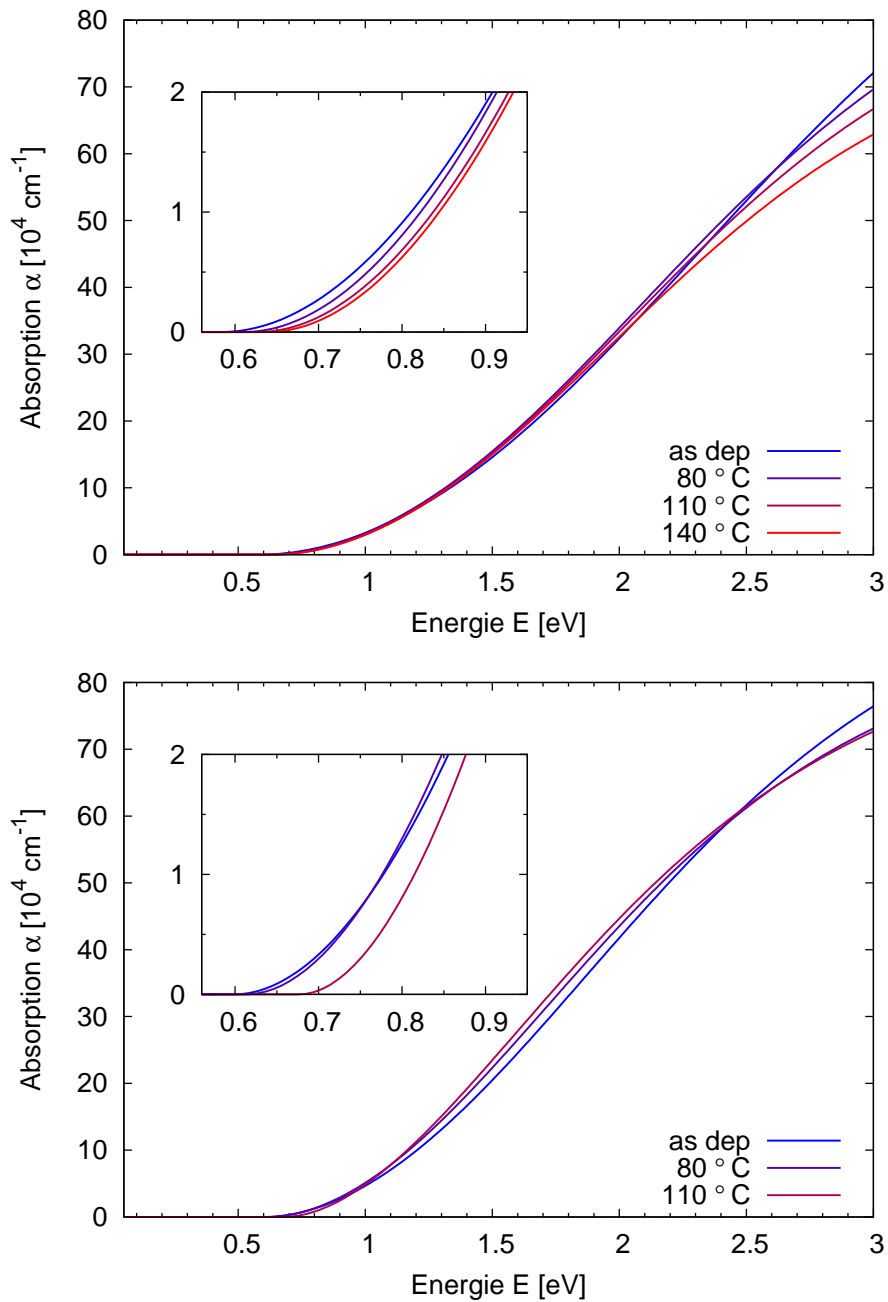 80
70
60
50
40
30
20
10
0
Absorption α [10^4 cm^-1]
2
1
0
0.6 0.7 0.8 0.9
as dep
80 ° C
110 ° C
140 ° C
0.5 1 1.5 2 2.5 3
Energie E [eV]
80
70
60
50
40
30
20
10
0
Absorption α [10^4 cm^-1]
2
1
0
0.6 0.7 0.8 0.9
as dep
80 ° C
110 ° C
0.5 1 1.5 2 2.5 3
Energie E [eV]